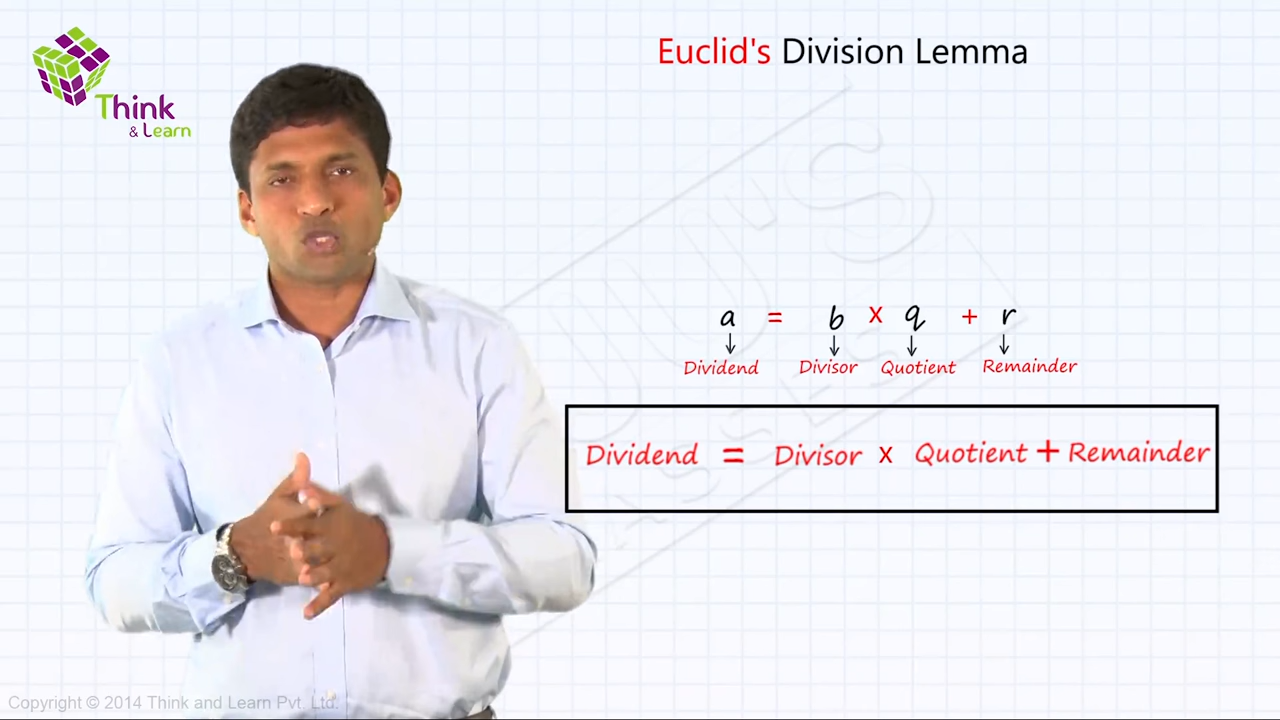 Think
& Learn
Euclid's Division Lemma
a = b x q + r
Dividend Divisor Quotient Remainder
Dividend = Divisor x Quotient + Remainder
Copyright © 2014 Think and Learn Pvt. Ltd.